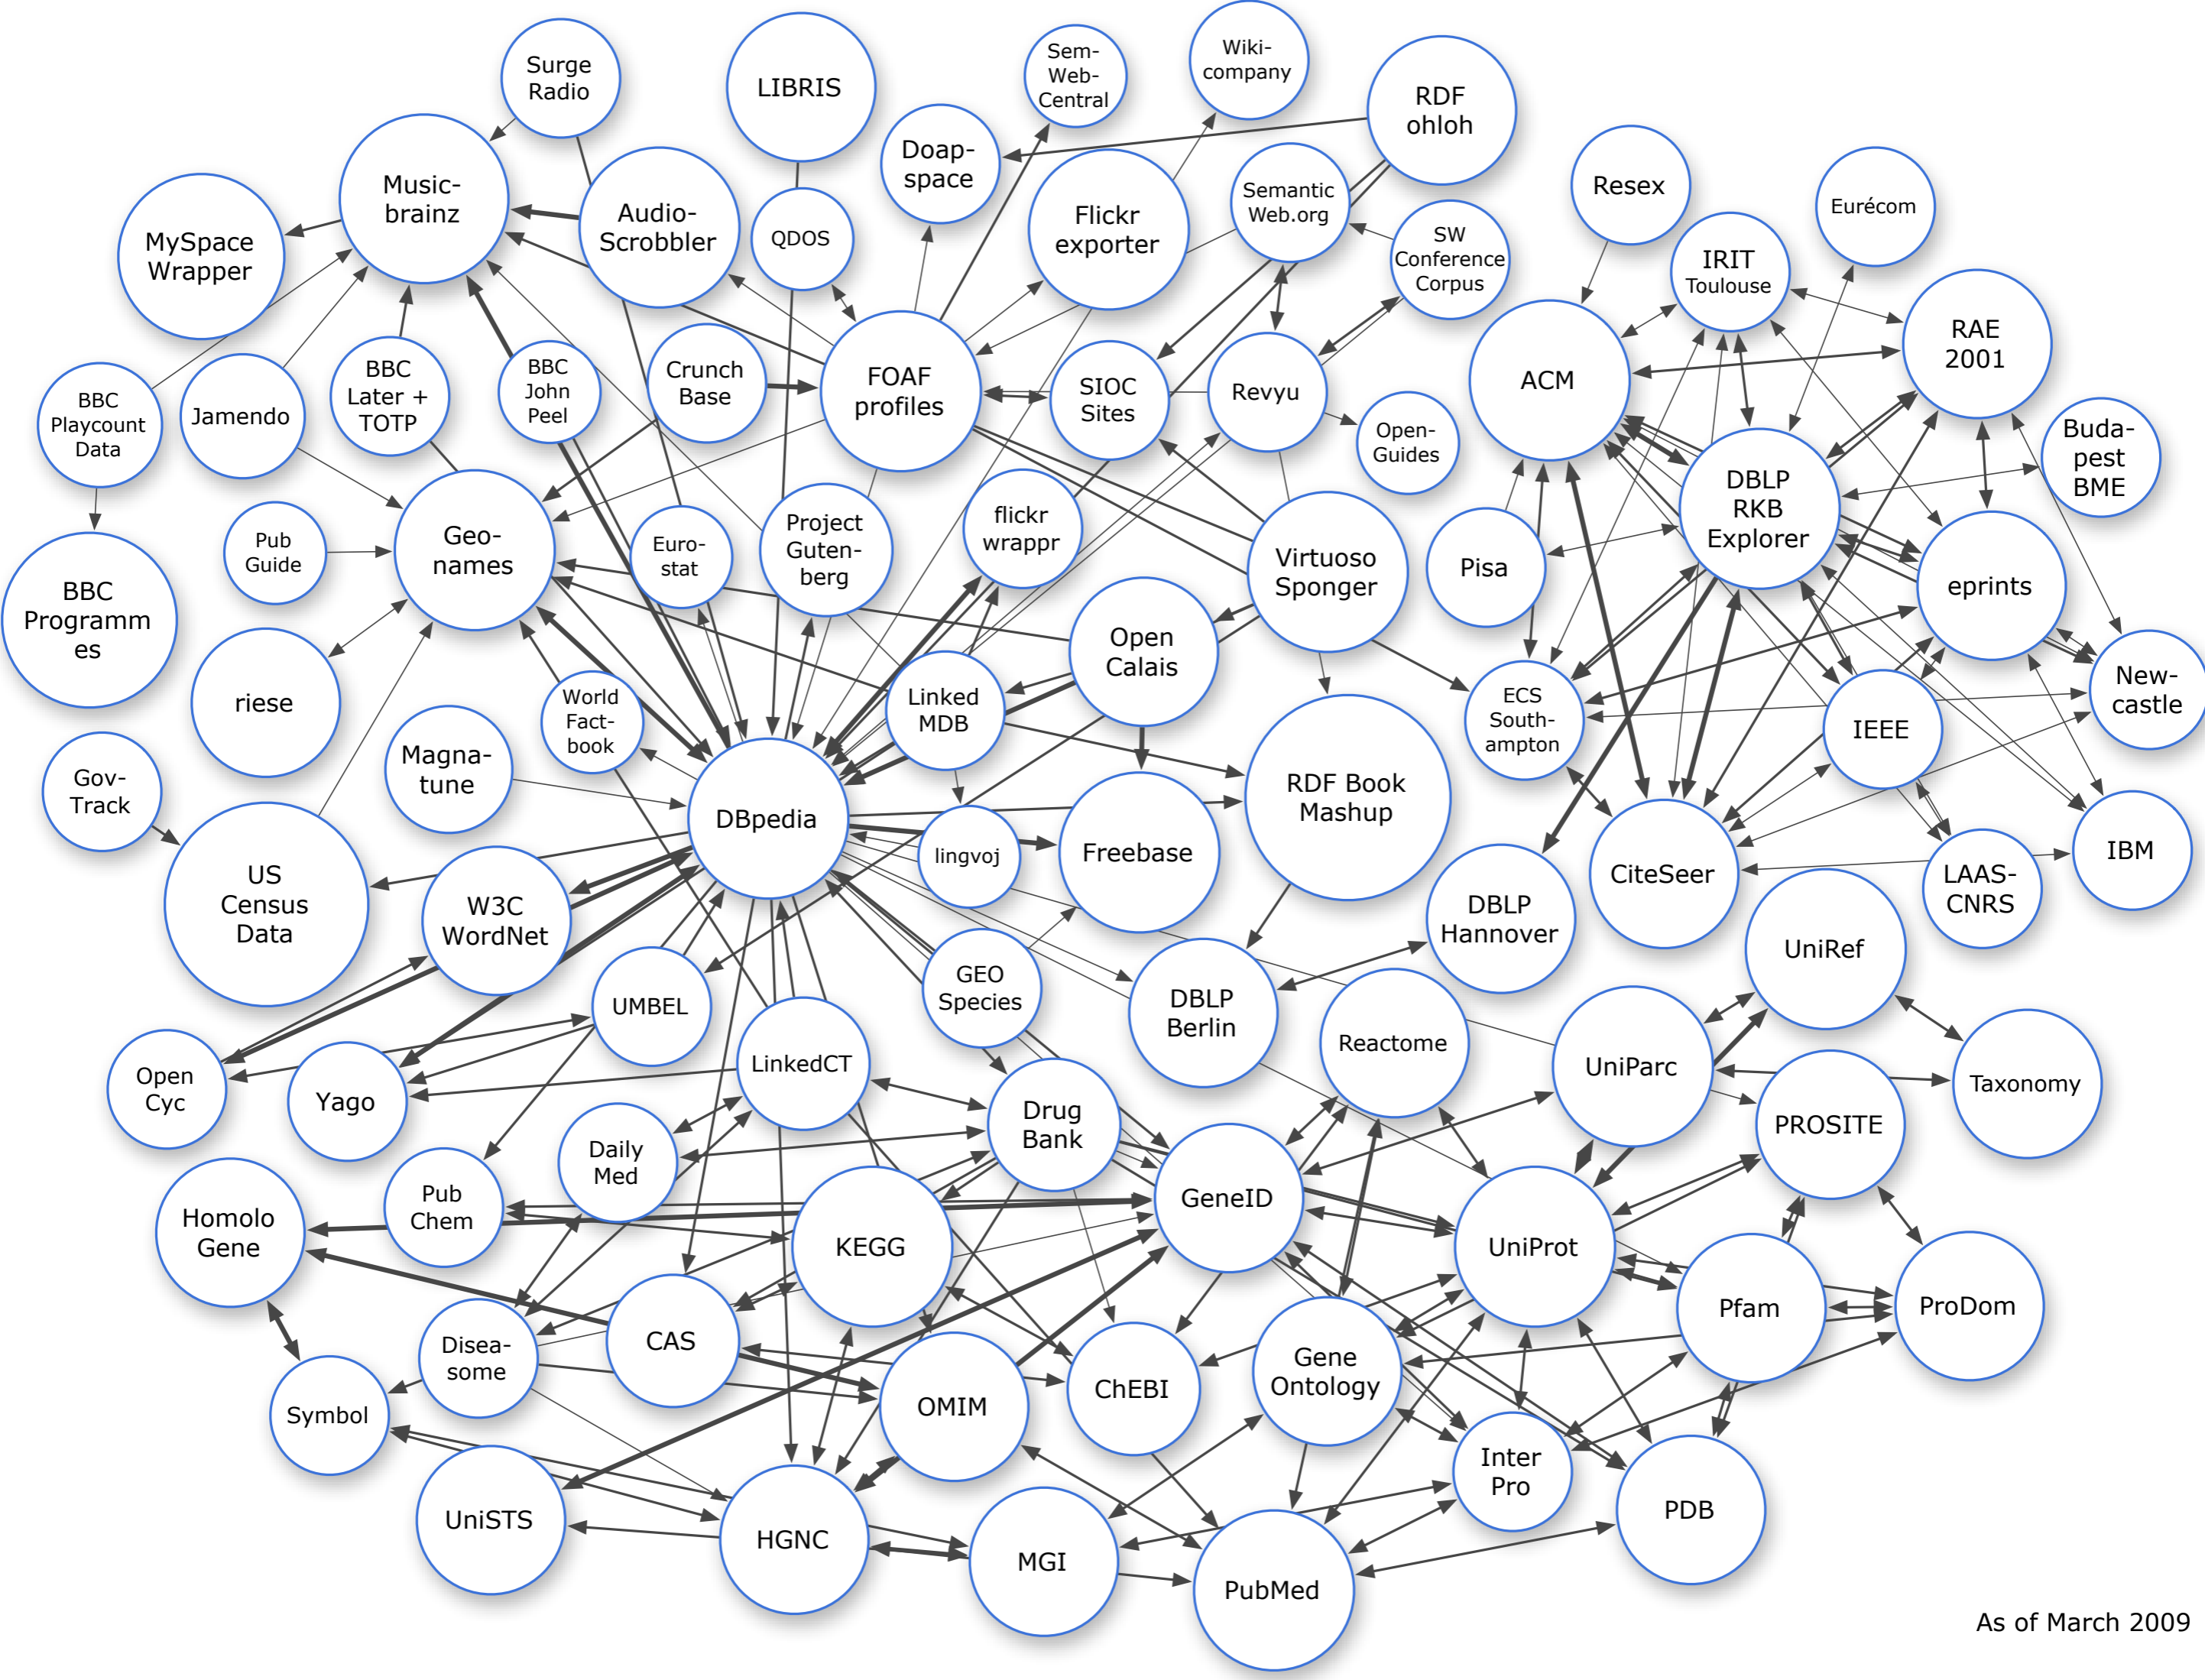 Surge
Radio
LIBRIS
Sem-
Web-
Central
Wiki-
company
RDF
ohloh
Doap-
space
Music-
brainz
Audio-
Scrobbler
QDOS
Flickr
exporter
Semantic
Web.org
SW
Conference
Corpus
Resex
Eurécom
MySpace
Wrapper
IRIT
Toulouse
RAE
2001
BBC
Playcount
Data
Jamendo
BBC
Later +
TOTP
BBC
John
Peel
Crunch
Base
FOAF
profiles
SIOC
Sites
Revyu
Open-
Guides
ACM
DBLP
RKB
Explorer
Buda-
pest
BME
BBC
Programm
es
Pub
Guide
Geo-
names
Euro-
stat
Project
Guten-
berg
flickr
wrappr
Virtuoso
Sponger
Pisa
eprints
riese
World
Fact-
book
Linked
MDB
Open
Calais
ECS
South-
ampton
IEEE
New-
castle
Gov-
Track
Magna-
tune
DBpedia
lingvoj
Freebase
RDF Book
Mashup
CiteSeer
LAAS-
CNRS
IBM
US
Census
Data
W3C
WordNet
UMBEL
GEO
Species
DBLP
Berlin
DBLP
Hannover
UniRef
Open
Cyc
Yago
LinkedCT
Reactome
UniParc
Taxonomy
Daily
Med
Drug
Bank
PROSITE
Homolo
Gene
Pub
Chem
KEGG
GeneID
UniProt
Pfam
ProDom
Symbol
Disea-
some
CAS
OMIM
ChEBI
Gene
Ontology
Inter
Pro
UniSTS
HGNC
MGI
PubMed
PDB
As of March 2009